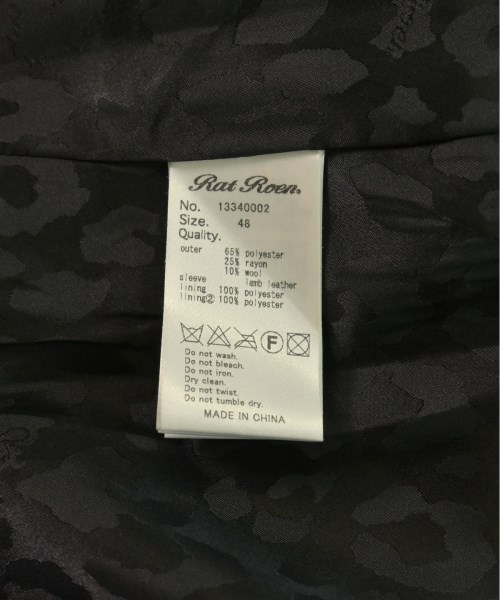 Rat Roen
No. 13340002
Size. 48
Quality.
outer 65% polyester
25% rayon
10% wool
sleeve lamb leather
lining 100% polyester
lining② 100% polyester
F
Do not wash.
Do not bleach.
Do not iron.
Dry clean.
Do not twist.
Do not tumble dry.
MADE IN CHINA